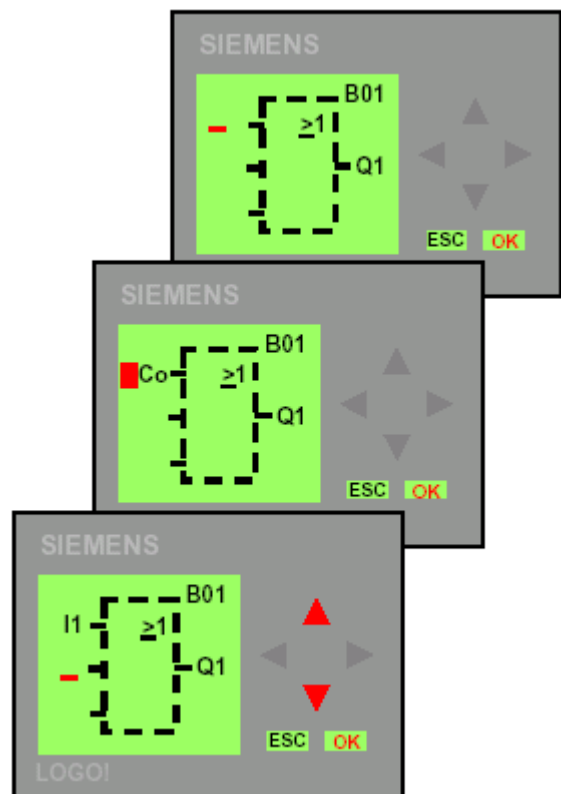 SIEMENS
B01
≥1
Q1
ESC OK
SIEMENS
B01
Co ≥1
Q1
ESC OK
SIEMENS
B01
I1 ≥1
Q1
ESC OK
LOGO!